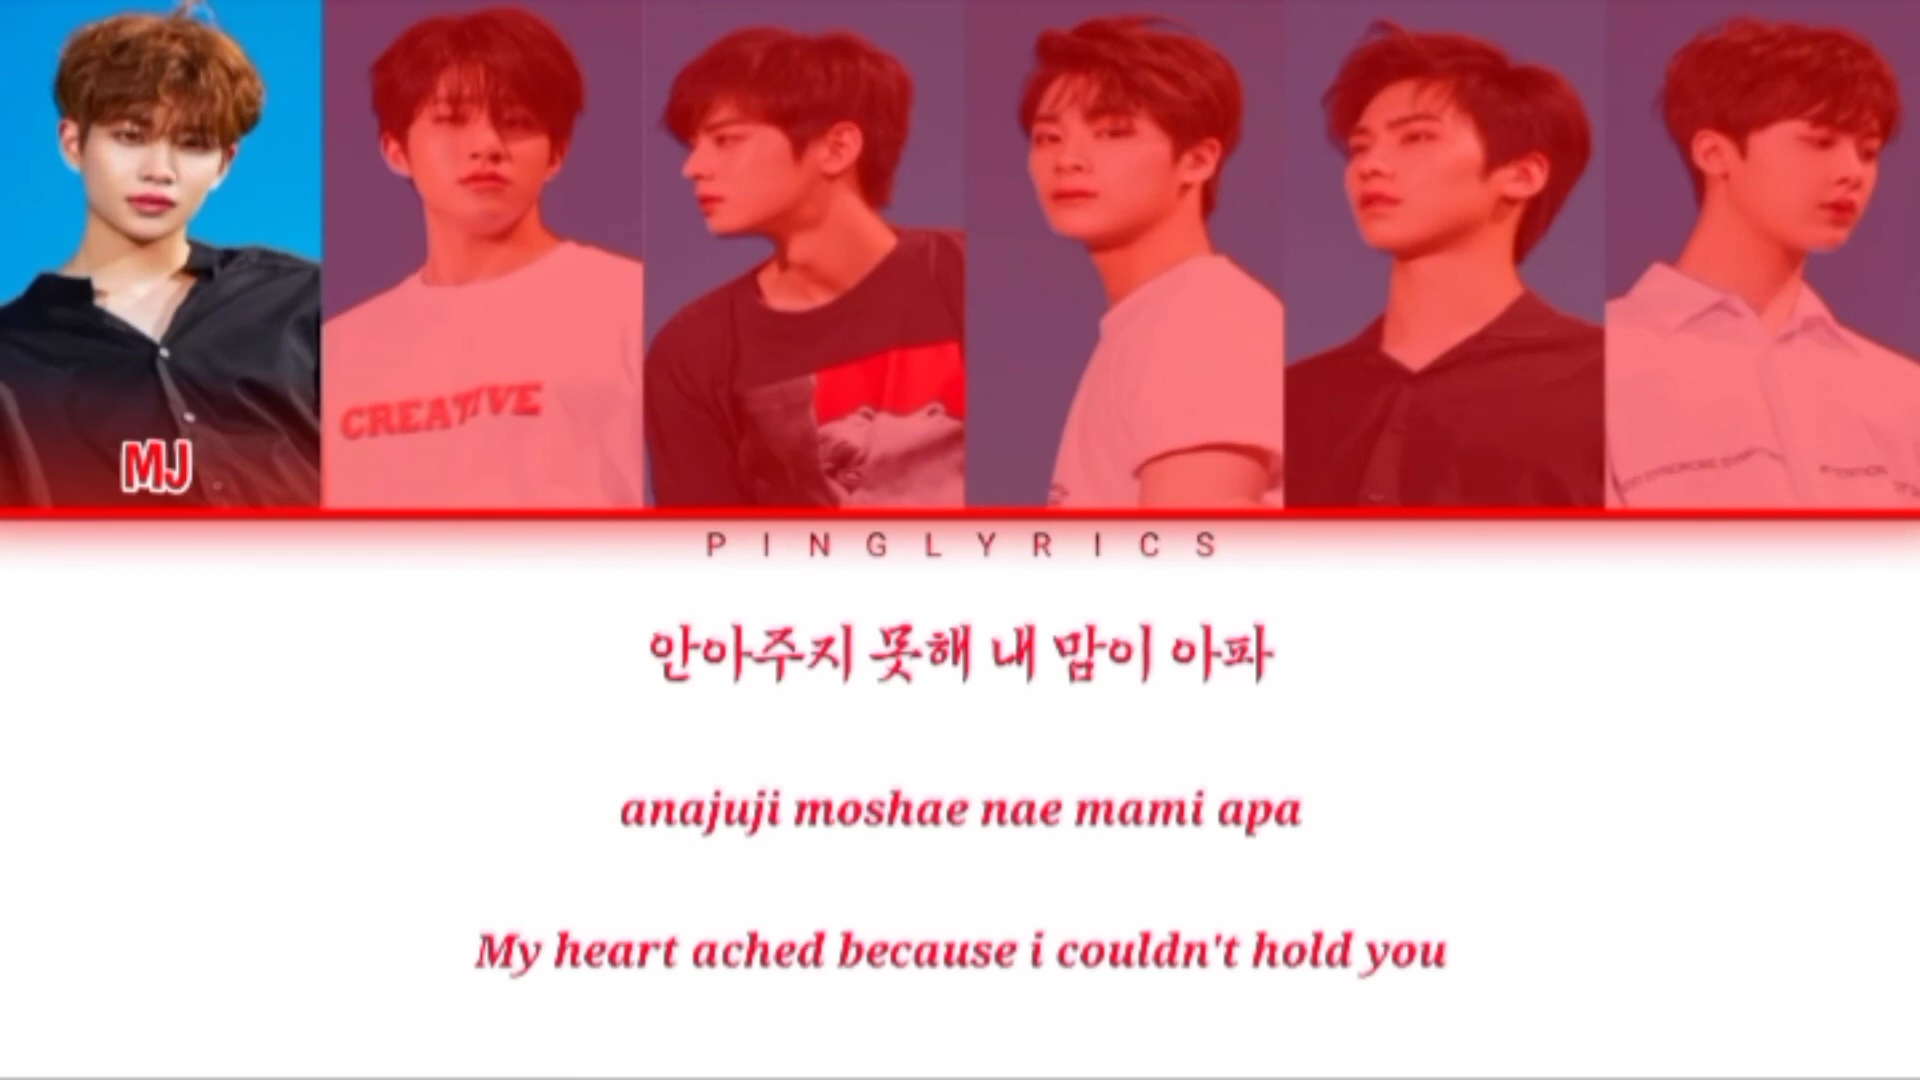 CREATIVE
MJ
PINGLYRICS
안아주지 못해 내 맘이 아파
anajuji moshae nae mami apa
My heart ached because i couldn't hold you